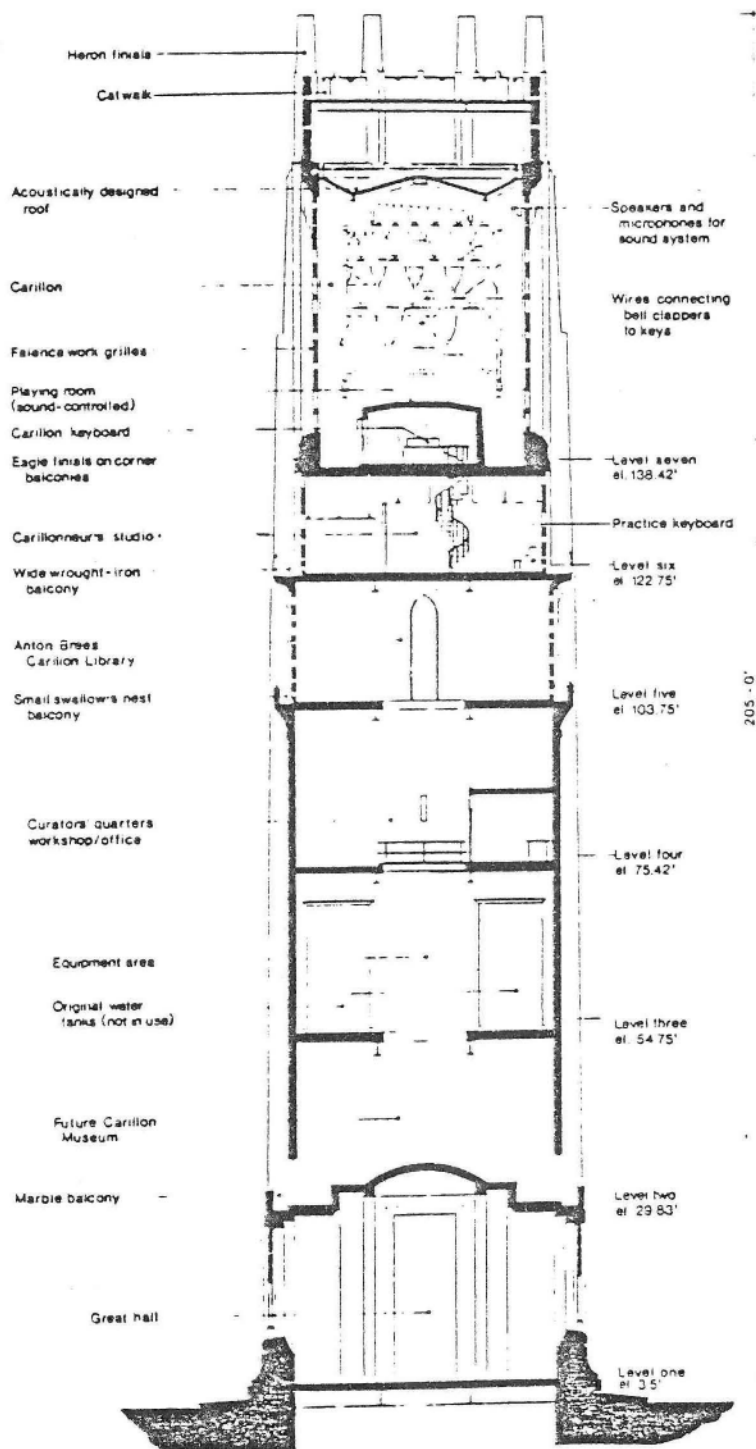 Heron finials
Catwalk
Acoustically designed
roof
Carillon
Faience work grilles
Playing room
(sound-controlled)
Carillon keyboard
Eagle finials on corner
balconies
Carillonneur's studio
Wide wrought-iron
balcony
Anton Brees
Carillon Library
Small swallow's nest
balcony
Curators' quarters
workshop/office
Equipment area
Original water
tanks (not in use)
Future Carillon
Museum
Marble balcony
Great hall
Speakers and
microphones for
sound system
Wires connecting
bell clappers
to keys
Level seven
el. 138.42'
Practice keyboard
Level six
el. 122.75'
Level five
el. 103.75'
Level four
el. 75.42'
Level three
el. 54.75'
Level two
el. 29.83'
Level one
el. 3.5'
205'-0"